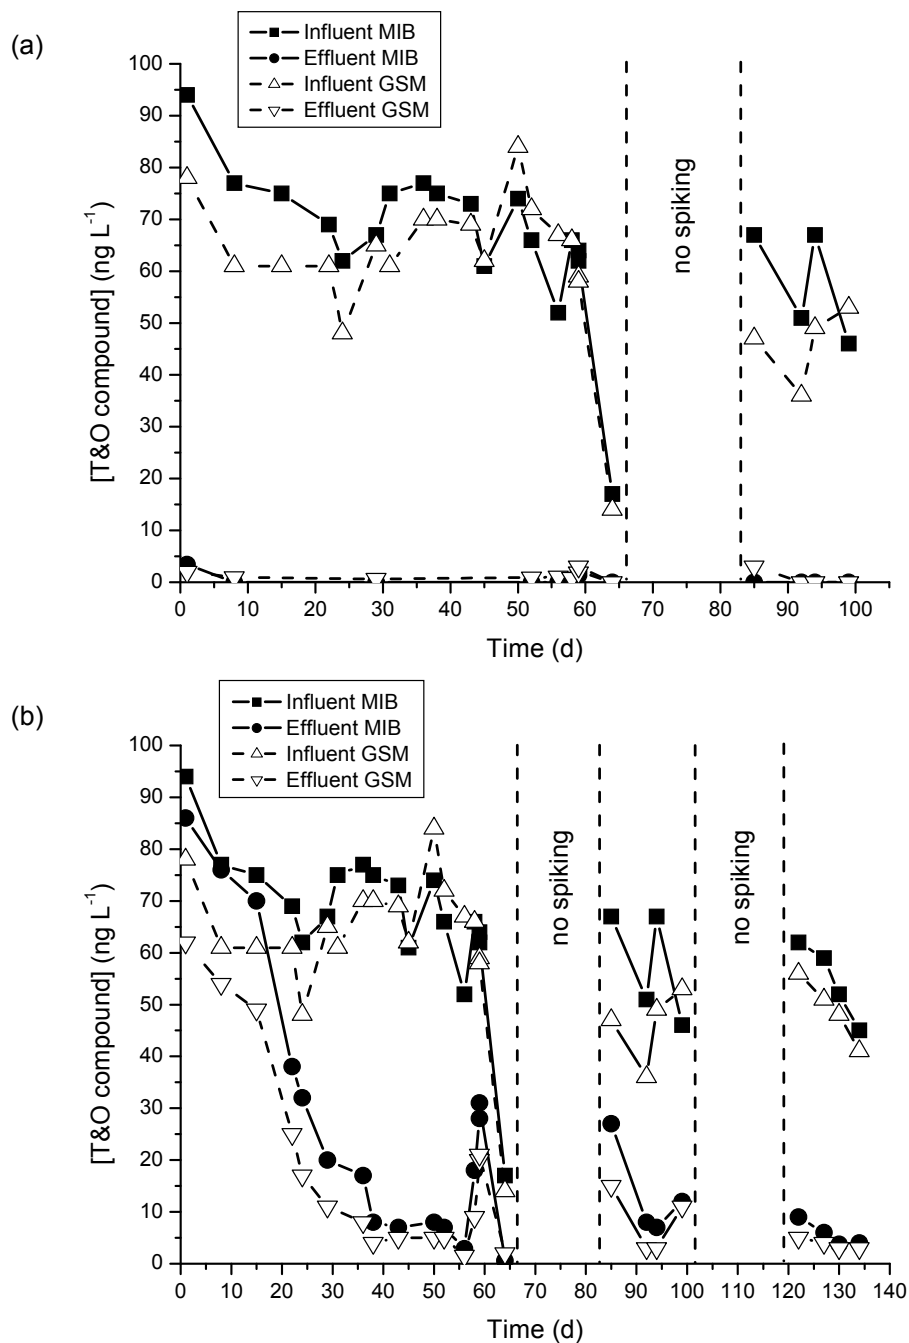 (a)
Influent MIB
Effluent MIB
Influent GSM
Effluent GSM
100
90
80
70
60
50
40
30
20
10
0
[T&O compound] (ng L⁻¹)
no spiking
0 10 20 30 40 50 60 70 80 90 100
Time (d)
(b)
Influent MIB
Effluent MIB
Influent GSM
Effluent GSM
100
90
80
70
60
50
40
30
20
10
0
[T&O compound] (ng L⁻¹)
no spiking
no spiking
0 10 20 30 40 50 60 70 80 90 100 110 120 130 140
Time (d)